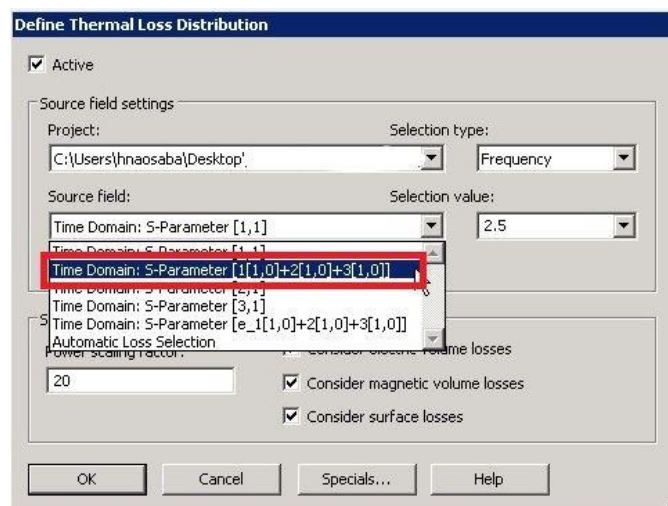 Define Thermal Loss Distribution
Active
Source field settings
Project:
Selection type:
C:\Users\hnaosaba\Desktop'
Frequency
Source field:
Selection value:
Time Domain: S-Parameter [1,1]
2.5
Time Domain: S-Parameter [1,1]
Time Domain: S-Parameter [1[1,0]+2[1,0]+3[1,0]]
Time Domain: S-Parameter [2,1]
Time Domain: S-Parameter [3,1]
Time Domain: S-Parameter [e_1[1,0]+2[1,0]+3[1,0]]
Automatic Loss Selection
Power scaling factor:
Consider electric volume losses
20
Consider magnetic volume losses
Consider surface losses
OK
Cancel
Specials...
Help